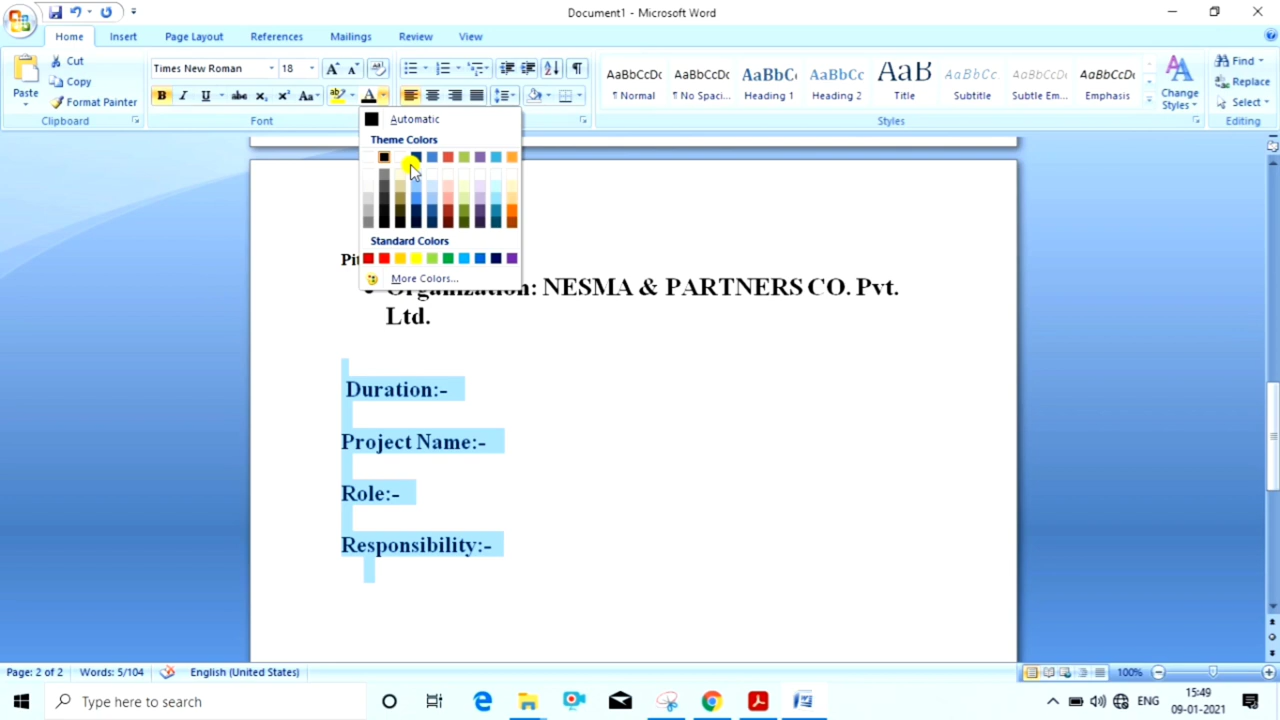 Document1 - Microsoft Word
Home Insert Page Layout References Mailings Review View
Paste
Cut
Copy
Format Painter
Clipboard
Times New Roman 18
Font
AaBbCcDc AaBbCcDc AaBbC AaBbCc AaB AaBbCc. AaBbCcDc AaBbCcDc
¶ Normal ¶ No Spaci... Heading 1 Heading 2 Title Subtitle Subtle Em... Emphasis
Styles
Change
Styles
Find
Replace
Select
Editing
Automatic
Theme Colors
Standard Colors
More Colors...
Pit
• Organization: NESMA & PARTNERS CO. Pvt.
Ltd.
Duration:-
Project Name:-
Role:-
Responsibility:-
Page: 2 of 2 Words: 5/104 English (United States) 100%
Type here to search
ENG
15:49
09-01-2021